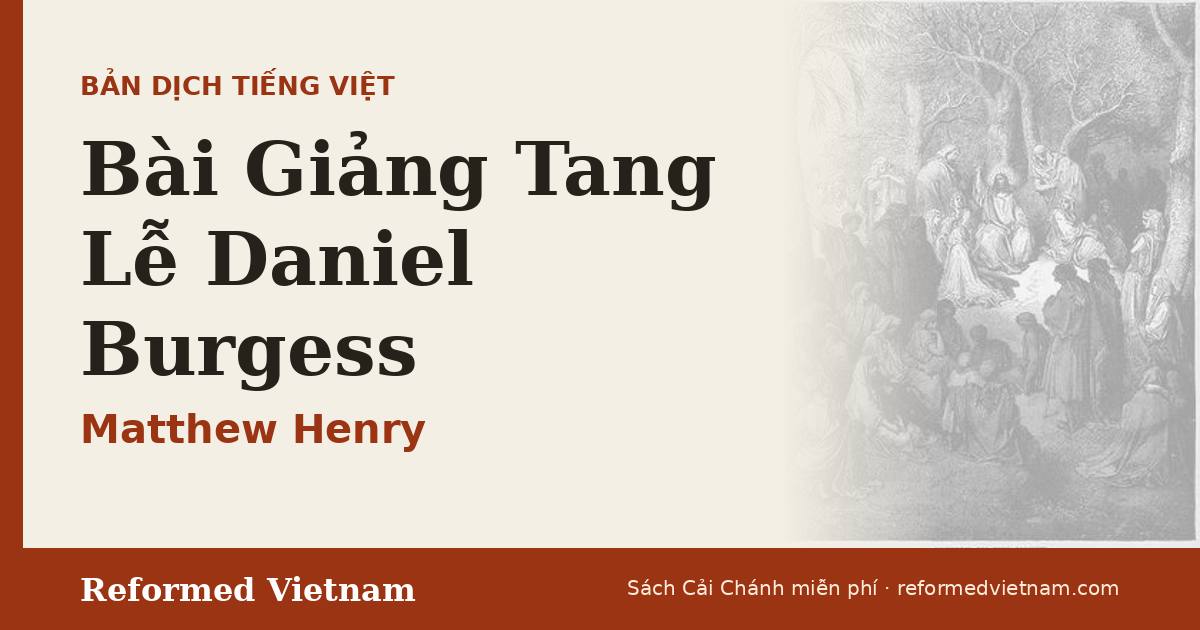 BẢN DỊCH TIẾNG VIỆT
Bài Giảng Tang
Lễ Daniel
Burgess
Matthew Henry
Reformed Vietnam
Sách Cải Chánh miễn phí · reformedvietnam.com